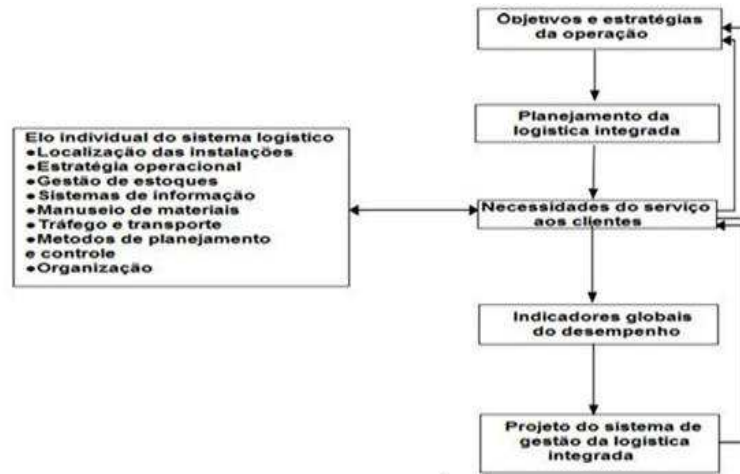 Objetivos e estratégias
da operação
Planejamento da
logistica integrada
Elo individual do sistema logístico
●Localização das instalações
●Estratégia operacional
●Gestão de estoques
●Sistemas de informação
●Manuseio de materiais
●Tráfego e transporte
●Metodos de planejamento
e controle
●Organização
Necessidades do serviço
aos clientes
Indicadores globais
do desempenho
Projeto do sistema de
gestão da logistica
integrada